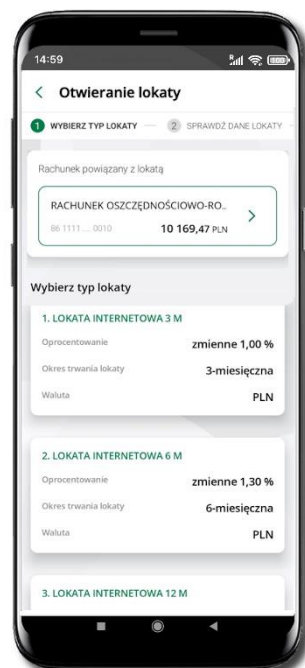 14:59
Otwieranie lokaty
1 WYBIERZ TYP LOKATY 2 SPRAWDŹ DANE LOKATY
Rachunek powiązany z lokatą
RACHUNEK OSZCZĘDNOŚCIOWO-RO..
86 1111 ... 0010 10 169,47 PLN
Wybierz typ lokaty
1. LOKATA INTERNETOWA 3 M
Oprocentowanie zmienne 1,00 %
Okres trwania lokaty 3-miesięczna
Waluta PLN
2. LOKATA INTERNETOWA 6 M
Oprocentowanie zmienne 1,30 %
Okres trwania lokaty 6-miesięczna
Waluta PLN
3. LOKATA INTERNETOWA 12 M